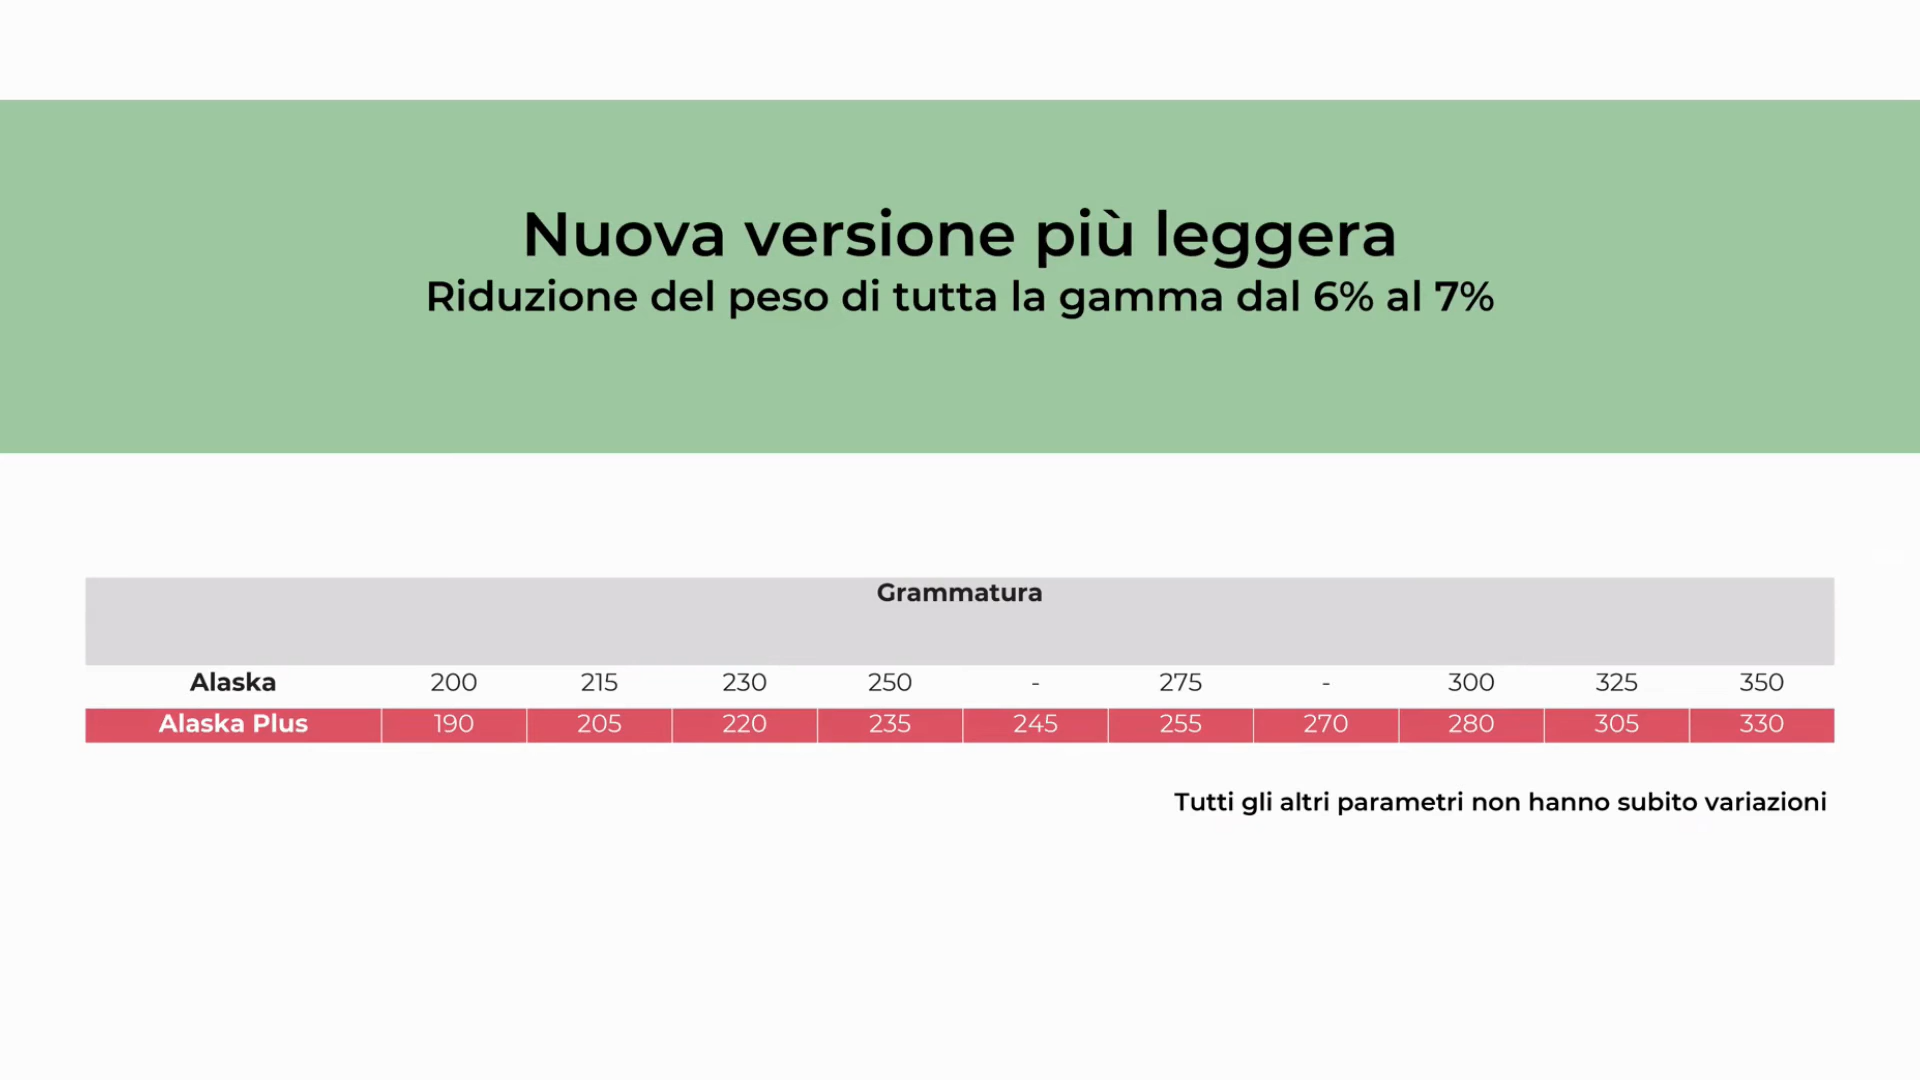 Nuova versione più leggera
Riduzione del peso di tutta la gamma dal 6% al 7%
Grammatura
Alaska 200 215 230 250 - 275 - 300 325 350
Alaska Plus 190 205 220 235 245 255 270 280 305 330
Tutti gli altri parametri non hanno subito variazioni